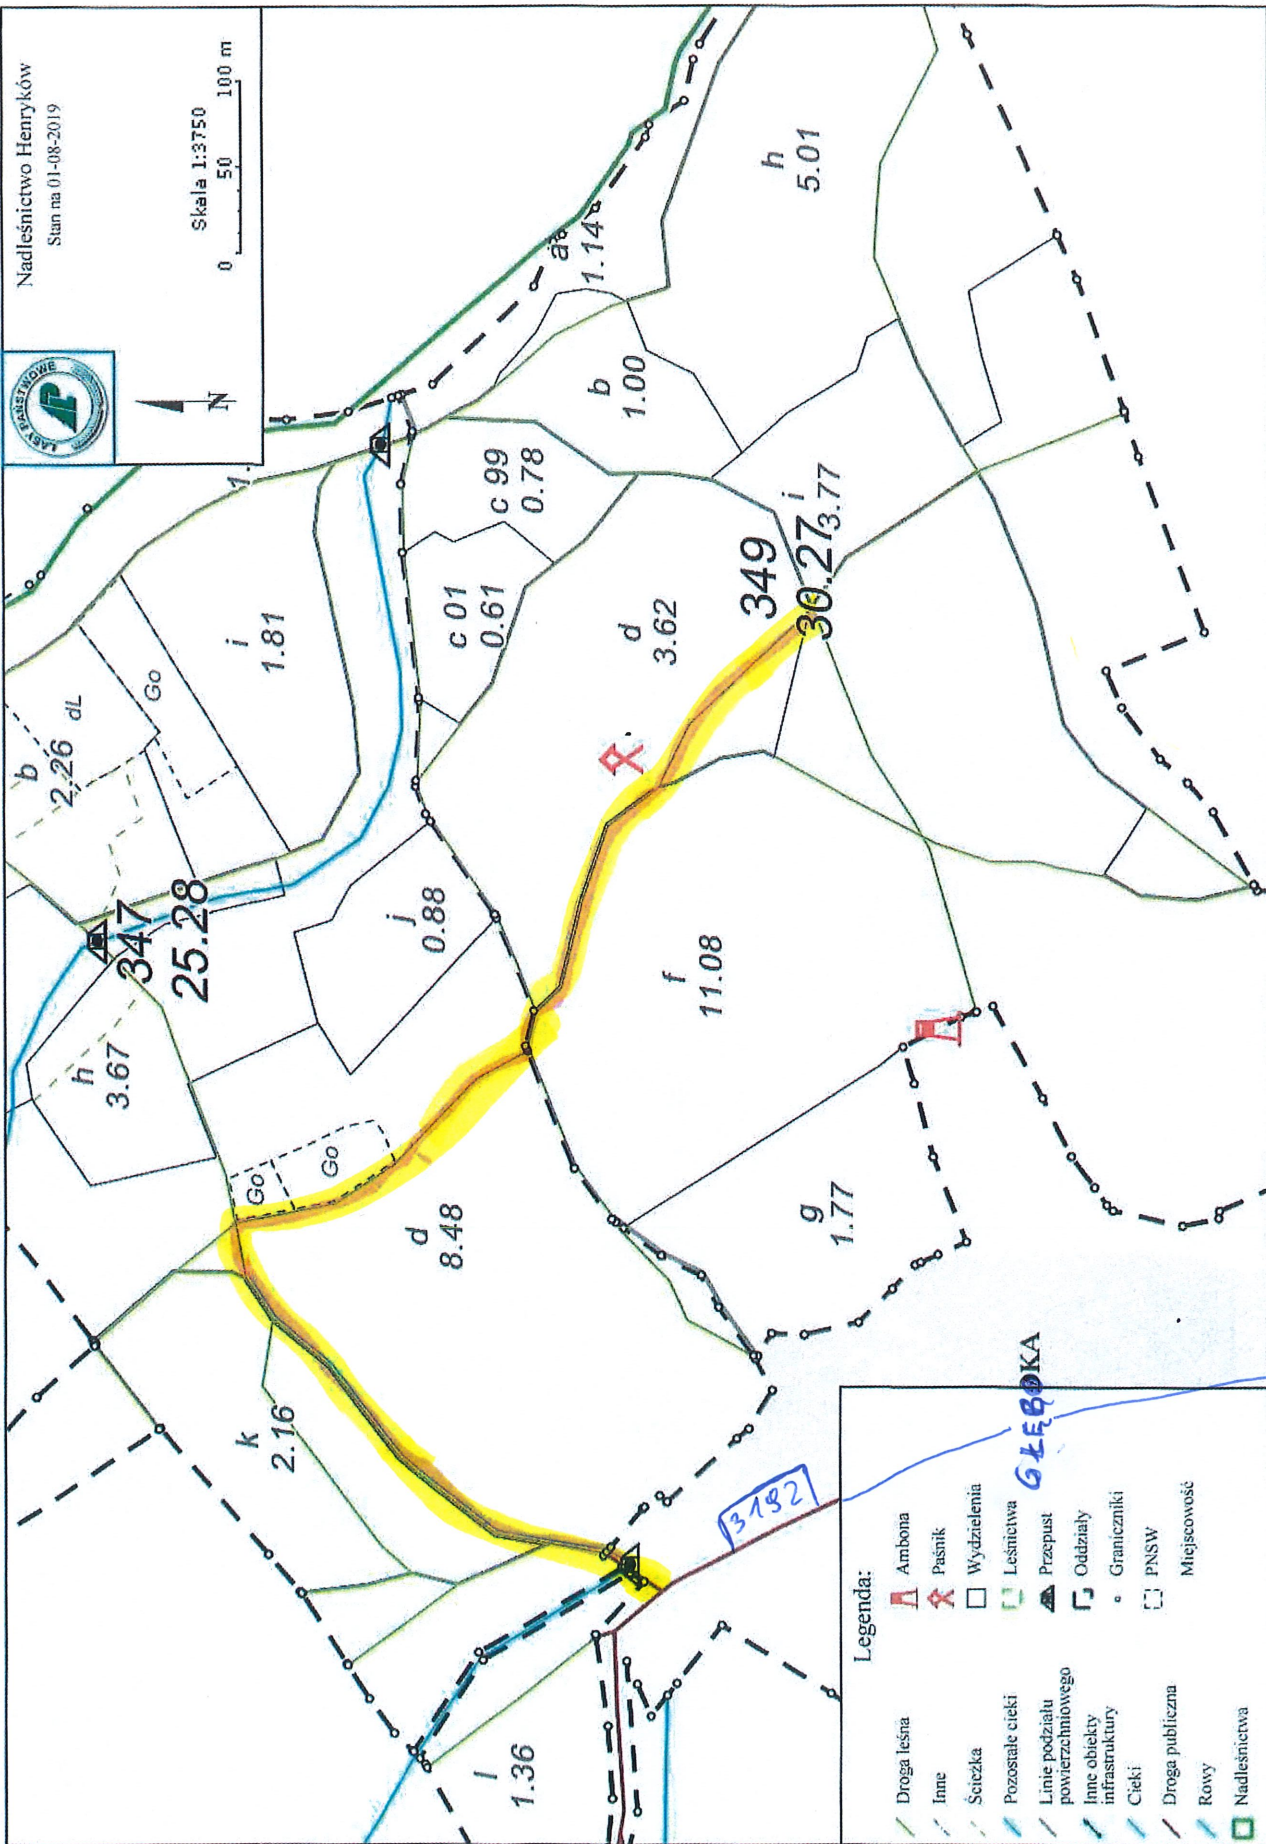 Nadleśnictwo Henryków
Stan na 01-08-2019
Skala 1:3750
0 50 100 m
LASY PAŃSTWOWE
N
l
1.36
k
2.16
h
3.67
347
25.28
b
2.26
dL
Go
i
1.81
1.
Go
Go
d
8.48
j
0.88
c 01
0.61
c 99
0.78
a
1.14
b
1.00
h
5.01
d
3.62
349
30.27
i
3.77
f
11.08
g
1.77
3192
GŁĘBOKA
Legenda:
Droga leśna
Inne
Ścieżka
Pozostałe cieki
Linie podziału
powierzchniowego
Inne obiekty
infrastruktury
Cieki
Droga publiczna
Rowy
Nadleśnictwa
Ambona
Paśnik
Wydzielenia
Leśnictwa
Przepust
Oddziały
Graniczniki
PNSW
Miejscowość